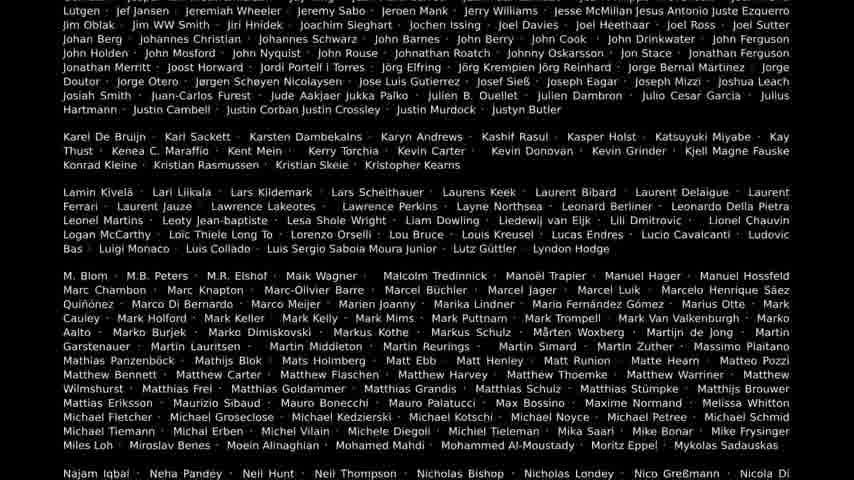 Lutgen · Jef Jansen · Jeremiah Wheeler · Jeremy Sabo · Jeroen Mank · Jerry Williams · Jesse McMillan Jesus Antonio Juste Ezquerro
Jim Oblak · Jim WW Smith · Jiri Hnídek · Joachim Sieghart · Jochen Issing · Joel Davies · Joel Heethaar · Joel Ross · Joel Sutter
Johan Berg · Johannes Christian · Johannes Schwarz · John Barnes · John Berry · John Cook · John Drinkwater · John Ferguson
John Holden · John Mosford · John Nyquist · John Rouse · Johnathan Roatch · Johnny Oskarsson · Jon Stace · Jonathan Ferguson
Jonathan Merritt · Joost Horward · Jordi Portell i Torres · Jörg Elfring · Jörg Krempien Jörg Reinhard · Jorge Bernal Martinez · Jorge
Doutor · Jorge Otero · Jørgen Schøyen Nicolaysen · Jose Luis Gutierrez · Josef Sieß · Joseph Eagar · Joseph Mizzi · Joshua Leach
Josiah Smith · Juan-Carlos Furest · Jude Aakjaer Jukka Palko · Julien B. Ouellet · Julien Dambron · Julio Cesar Garcia · Julius
Hartmann · Justin Cambell · Justin Corban Justin Crossley · Justin Murdock · Justyn Butler
Karel De Bruijn · Karl Sackett · Karsten Dambekalns · Karyn Andrews · Kashif Rasul · Kasper Holst · Katsuyuki Miyabe · Kay
Thust · Kenea C. Maraffio · Kent Mein · Kerry Torchia · Kevin Carter · Kevin Donovan · Kevin Grinder · Kjell Magne Fauske
Konrad Kleine · Kristian Rasmussen · Kristian Skeie · Kristopher Kearns
Lamin Kivelä · Lari Liikala · Lars Kildemark · Lars Scheithauer · Laurens Keek · Laurent Bibard · Laurent Delaigue · Laurent
Ferrari · Laurent Jauze · Lawrence Lakeotes · Lawrence Perkins · Layne Northsea · Leonard Berliner · Leonardo Della Pietra
Leonel Martins · Leoty Jean-baptiste · Lesa Shole Wright · Liam Dowling · Liedewij van Eljk · Lili Dmitrovic · Lionel Chauvin
Logan McCarthy · Loïc Thiele Long To · Lorenzo Orselli · Lou Bruce · Louis Kreusel · Lucas Endres · Lucio Cavalcanti · Ludovic
Bas · Luigi Monaco · Luis Collado · Luis Sergio Saboia Moura Junior · Lutz Güttler · Lyndon Hodge
M. Blom · M.B. Peters · M.R. Elshof · Maik Wagner · Malcolm Tredinnick · Manoël Trapier · Manuel Hager · Manuel Hossfeld
Marc Chambon · Marc Knapton · Marc-Olivier Barre · Marcel Büchler · Marcel Jager · Marcel Luik · Marcelo Henrique Sáez
Quiñónez · Marco Di Bernardo · Marco Meijer · Marien Joanny · Marika Lindner · Mario Fernández Gómez · Marius Otte · Mark
Cauley · Mark Holford · Mark Keller · Mark Kelly · Mark Mims · Mark Puttnam · Mark Trompell · Mark Van Valkenburgh · Marko
Aalto · Marko Burjek · Marko Dimiskovski · Markus Kothe · Markus Schulz · Mårten Woxberg · Martijn de Jong · Martin
Garstenauer · Martin Lauritsen · Martin Middleton · Martin Reurings · Martin Simard · Martin Zuther · Massimo Plaitano
Mathias Panzenböck · Mathijs Blok · Mats Holmberg · Matt Ebb · Matt Henley · Matt Runion · Matte Hearn · Matteo Pozzi
Matthew Bennett · Matthew Carter · Matthew Flaschen · Matthew Harvey · Matthew Thoemke · Matthew Warriner · Matthew
Wilmshurst · Matthias Frei · Matthias Goldammer · Matthias Grandis · Matthias Schulz · Matthias Stümpke · Matthijs Brouwer
Mattias Eriksson · Maurizio Sibaud · Mauro Bonecchi · Mauro Palatucci · Max Bossino · Maxime Normand · Melissa Whitton
Michael Fletcher · Michael Groseclose · Michael Kedzierski · Michael Kotschi · Michael Noyce · Michael Petree · Michael Schmid
Michael Tiemann · Michal Erben · Michel Vilain · Michele Diegoli · Michiel Tieleman · Mika Saari · Mike Bonar · Mike Frysinger
Miles Loh · Miroslav Benes · Moein Alinaghian · Mohamed Mahdi · Mohammed Al-Moustady · Moritz Eppel · Mykolas Sadauskas
Najam Iqbal · Neha Pandey · Neil Hunt · Neil Thompson · Nicholas Bishop · Nicholas Londey · Nico Greßmann · Nicola Di